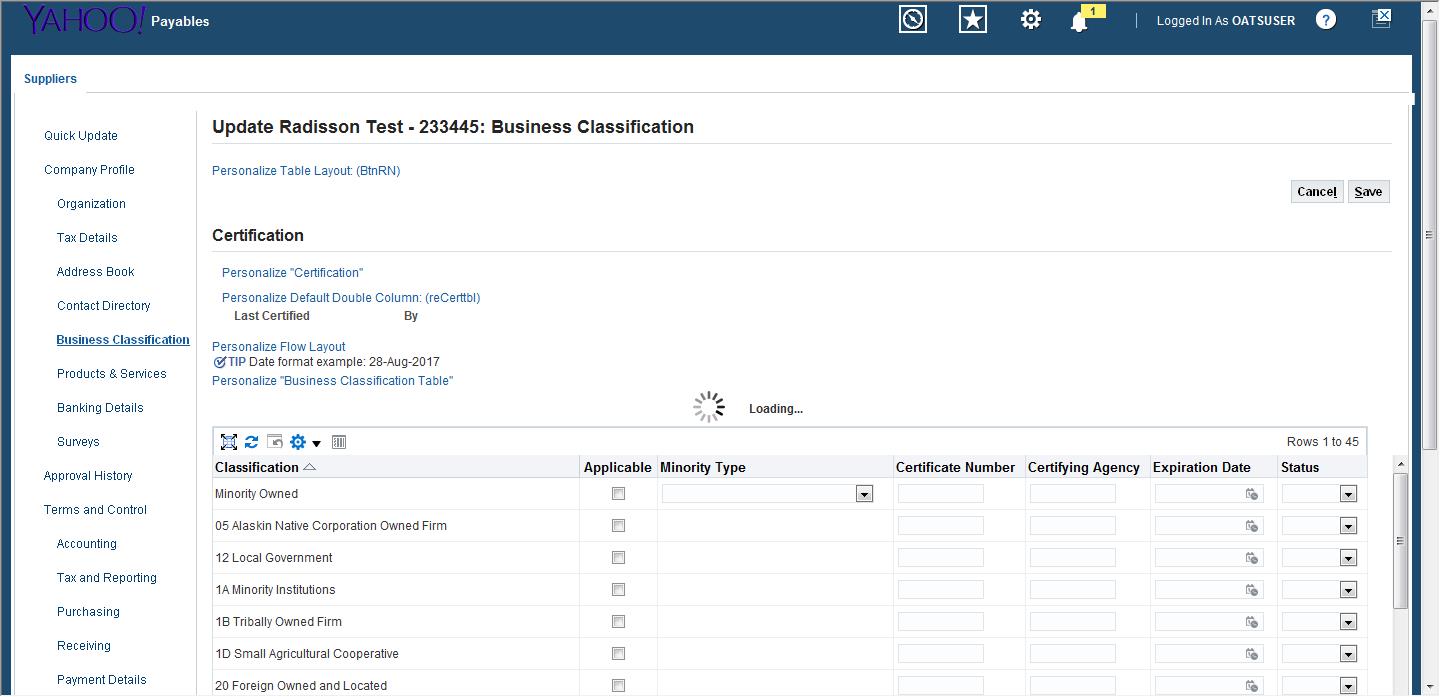 YAHOO! Payables
1
Logged In As OATSUSER
?
Suppliers
Quick Update
Company Profile
Organization
Tax Details
Address Book
Contact Directory
Business Classification
Products & Services
Banking Details
Surveys
Approval History
Terms and Control
Accounting
Tax and Reporting
Purchasing
Receiving
Payment Details
Update Radisson Test - 233445: Business Classification
Personalize Table Layout: (BtnRN)
Cancel Save
Certification
Personalize "Certification"
Personalize Default Double Column: (reCerttbl)
Last Certified By
Personalize Flow Layout
TIP Date format example: 28-Aug-2017
Personalize "Business Classification Table"
Loading...
Rows 1 to 45
Classification Applicable Minority Type Certificate Number Certifying Agency Expiration Date Status
Minority Owned
05 Alaskin Native Corporation Owned Firm
12 Local Government
1A Minority Institutions
1B Tribally Owned Firm
1D Small Agricultural Cooperative
20 Foreign Owned and Located